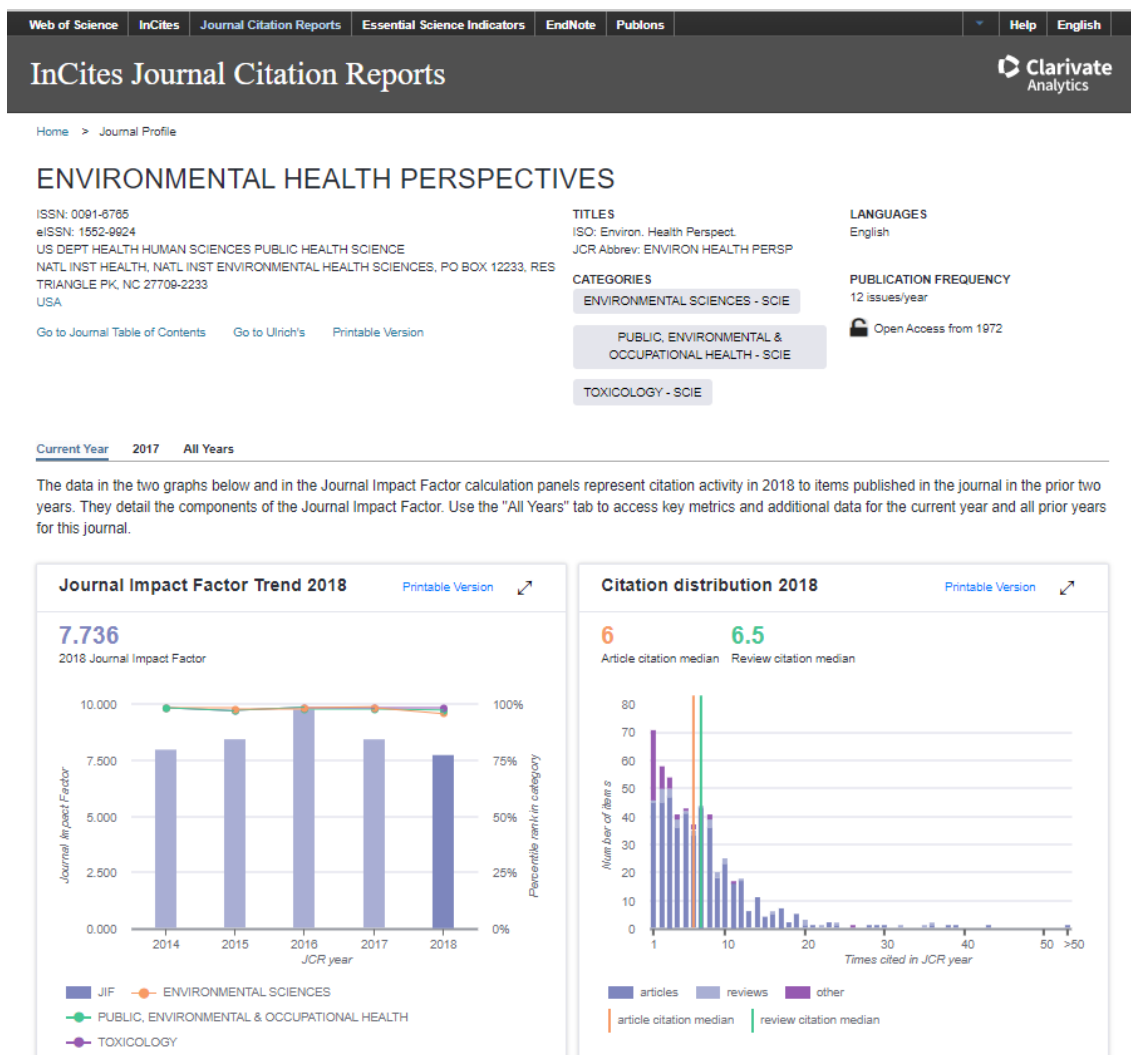 Web of Science InCites Journal Citation Reports Essential Science Indicators EndNote Publons Help English
InCites Journal Citation Reports
Clarivate
Analytics
Home > Journal Profile
ENVIRONMENTAL HEALTH PERSPECTIVES
ISSN: 0091-6765
eISSN: 1552-9924
US DEPT HEALTH HUMAN SCIENCES PUBLIC HEALTH SCIENCE
NATL INST HEALTH, NATL INST ENVIRONMENTAL HEALTH SCIENCES, PO BOX 12233, RES
TRIANGLE PK, NC 27709-2233
USA
Go to Journal Table of Contents Go to Ulrich's Printable Version
TITLES
ISO: Environ. Health Perspect.
JCR Abbrev: ENVIRON HEALTH PERSP
CATEGORIES
ENVIRONMENTAL SCIENCES - SCIE
PUBLIC, ENVIRONMENTAL &
OCCUPATIONAL HEALTH - SCIE
TOXICOLOGY - SCIE
LANGUAGES
English
PUBLICATION FREQUENCY
12 issues/year
Open Access from 1972
Current Year 2017 All Years
The data in the two graphs below and in the Journal Impact Factor calculation panels represent citation activity in 2018 to items published in the journal in the prior two
years. They detail the components of the Journal Impact Factor. Use the "All Years" tab to access key metrics and additional data for the current year and all prior years
for this journal.
Journal Impact Factor Trend 2018 Printable Version
7.736
2018 Journal Impact Factor
10.000 100%
7.500 75%
5.000 50%
2.500 25%
0.000 0%
Journal Impact Factor
Percentile rank in category
2014 2015 2016 2017 2018
JCR year
JIF ENVIRONMENTAL SCIENCES
PUBLIC, ENVIRONMENTAL & OCCUPATIONAL HEALTH
TOXICOLOGY
Citation distribution 2018 Printable Version
6 6.5
Article citation median Review citation median
80
70
60
50
40
30
20
10
0
Number of items
1 10 20 30 40 50 >50
Times cited in JCR year
articles reviews other
article citation median review citation median